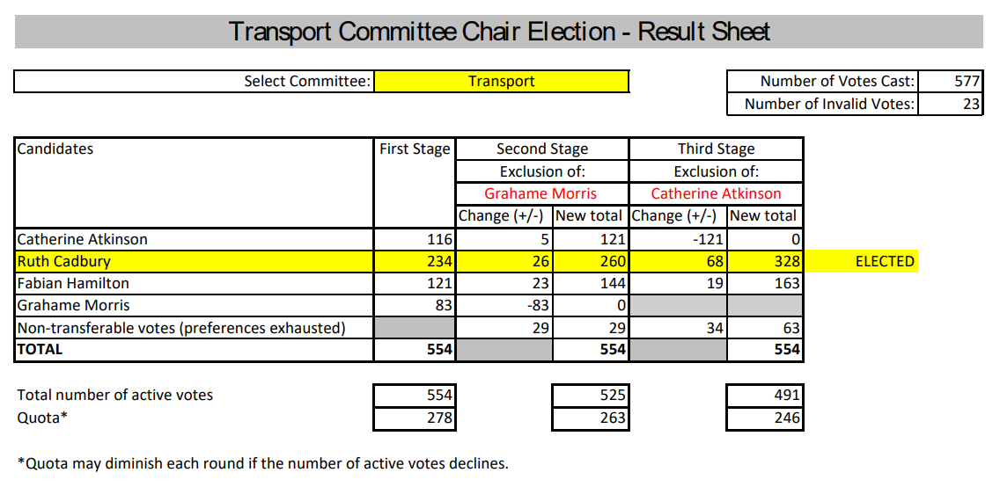 Transport Committee Chair Election - Result Sheet
Select Committee: Transport Number of Votes Cast: 577
Number of Invalid Votes: 23
Candidates First Stage Second Stage Third Stage
Exclusion of: Exclusion of:
Grahame Morris Catherine Atkinson
Change (+/-) New total Change (+/-) New total
Catherine Atkinson 116 5 121 -121 0
Ruth Cadbury 234 26 260 68 328 ELECTED
Fabian Hamilton 121 23 144 19 163
Grahame Morris 83 -83 0
Non-transferable votes (preferences exhausted) 29 29 34 63
TOTAL 554 554 554
Total number of active votes 554 525 491
Quota* 278 263 246
*Quota may diminish each round if the number of active votes declines.